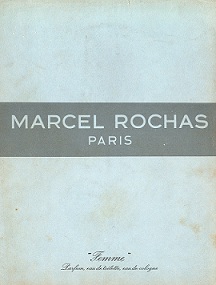 MARCEL ROCHAS
PARIS
"Femme"
Parfum, eau de toilette, eau de cologne